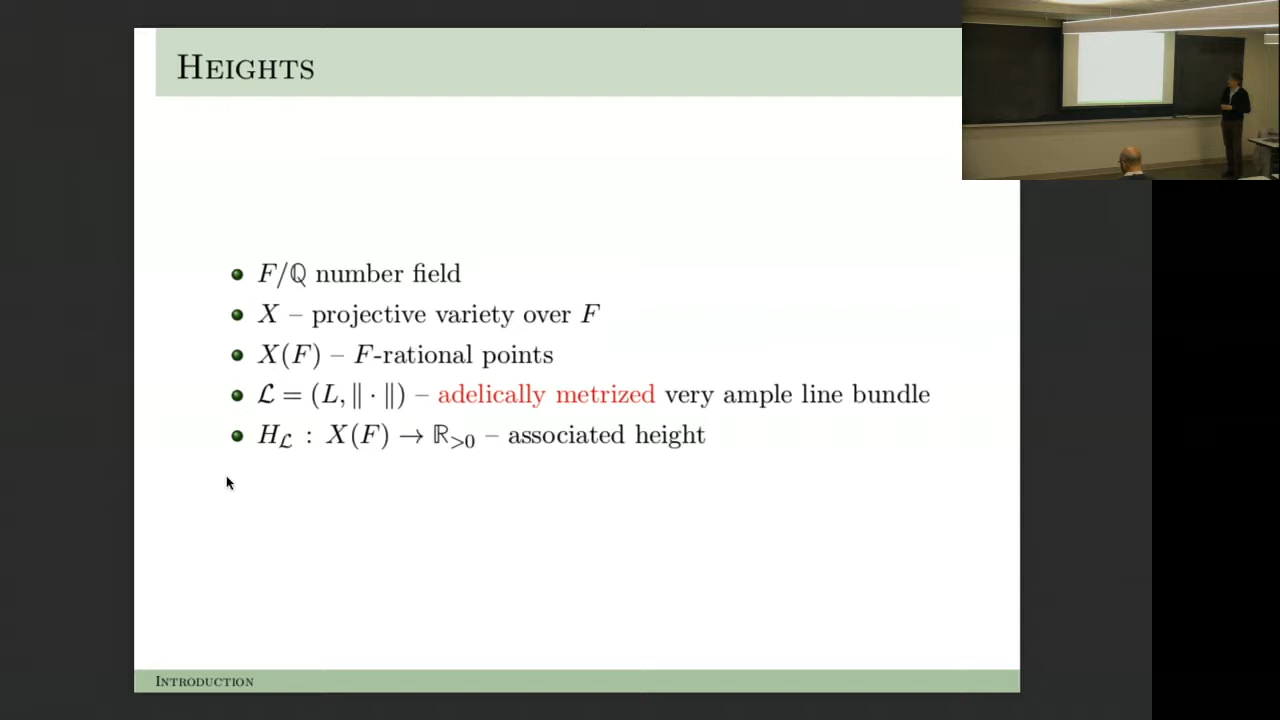 HEIGHTS
F/ℚ number field
X – projective variety over F
X(F) – F-rational points
ℒ = (L, ‖ · ‖) – adelically metrized very ample line bundle
H_ℒ : X(F) → ℝ_{>0} – associated height
INTRODUCTION